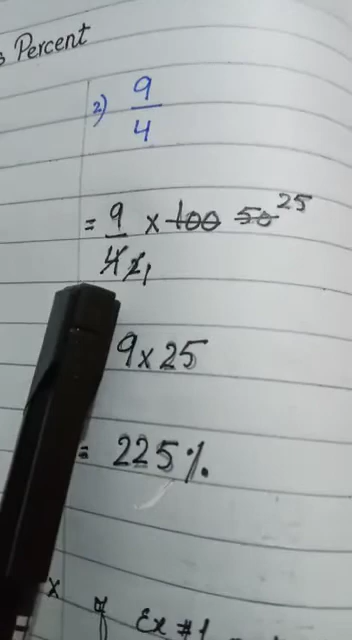 Percent
2) 9/4
= 9/4 2 1 x 100 50 25
9 x 25
= 225%
Ex # 1